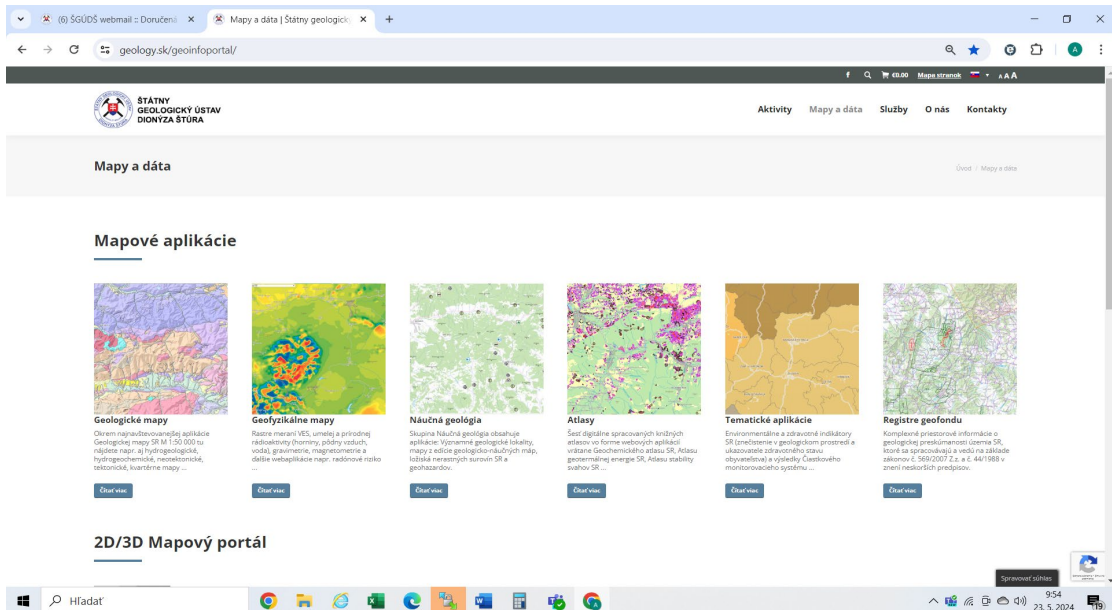 (6) ŠGÚDŠ webmail :: Doručená
Mapy a dáta | Štátny geologick
geology.sk/geoinfoportal/
€0.00 Mapa stranok A A A
ŠTÁTNY
GEOLOGICKÝ ÚSTAV
DIONÝZA ŠTÚRA
Aktivity Mapy a dáta Služby O nás Kontakty
Mapy a dáta
Úvod / Mapy a dáta
Mapové aplikácie
Geologické mapy
Okrem najnavštevovanejšej aplikácie
Geologickej mapy SR M 1:50 000 tu
nájdete napr. aj hydrogeologické,
hydrogeochemické, neotektonické,
tektonické, kvartérne mapy ...
Čítať viac
Geofyzikálne mapy
Rastre meraní VES, umelej a prírodnej
rádioaktivity (horniny, pôdny vzduch,
voda), gravimetrie, magnetometrie a
ďalšie webaplikácie napr. radónové riziko
...
Čítať viac
Náučná geológia
Skupina Náučná geológia obsahuje
aplikácie: Významné geologické lokality,
mapy z edície geologicko-náučných máp,
ložiská nerastných surovín SR a
geohazardov.
Čítať viac
Atlasy
Šesť digitálne spracovaných knižných
atlasov vo forme webových aplikácií
vrátane Geochemického atlasu SR, Atlasu
geotermálnej energie SR, Atlasu stability
svahov SR ...
Čítať viac
Tematické aplikácie
Environmentálne a zdravotné indikátory
SR (znečistenie v geologickom prostredí a
ukazovatele zdravotného stavu
obyvateľstva) a výsledky Čiastkového
monitorovacieho systému ...
Čítať viac
Registre geofondu
Komplexné priestorové informácie o
geologickej preskúmanosti územia SR,
ktoré sa spracovávajú a vedú na základe
zákonov č. 569/2007 Z.z. a č. 44/1988 v
znení neskorších predpisov.
Čítať viac
2D/3D Mapový portál
Spravovať súhlas
Hľadať
9:54
23. 5. 2024